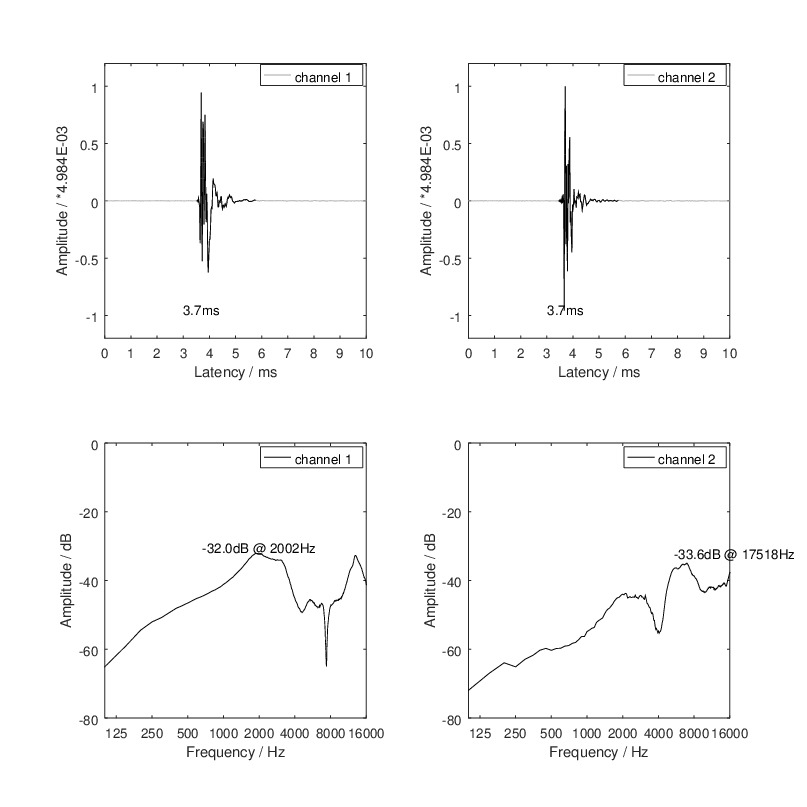 channel 1
1
0.5
0
-0.5
-1
Amplitude / *4.984E-03
3.7ms
0 1 2 3 4 5 6 7 8 9 10
Latency / ms
channel 2
1
0.5
0
-0.5
-1
Amplitude / *4.984E-03
3.7ms
0 1 2 3 4 5 6 7 8 9 10
Latency / ms
channel 1
0
-20
-40
-60
-80
Amplitude / dB
-32.0dB @ 2002Hz
125 250 500 1000 2000 4000 8000 16000
Frequency / Hz
channel 2
0
-20
-40
-60
-80
Amplitude / dB
-33.6dB @ 17518Hz
125 250 500 1000 2000 4000 8000 16000
Frequency / Hz